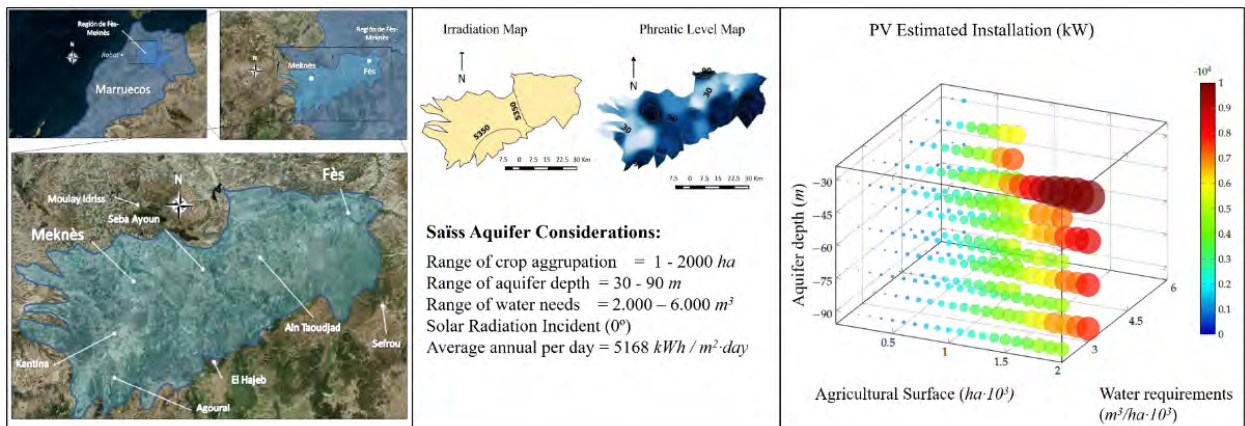 Región de Fès-
Meknès
Rabat
N
Marruecos
Región de Fès-
Meknès
N
Meknès
Fès
N
Fès
Moulay Idriss
Seba Ayoun
Meknès
Ain Taoudjad
Sefrou
Kantina
El Hajeb
Agourai
Irradiation Map
N
5350
5350
7.5 0 7.5 15 22.5 30 Km
Phreatic Level Map
N
90
30
30
7.5 0 7.5 15 22.5 30 Km
Saïss Aquifer Considerations:
Range of crop aggrupation = 1 - 2000 ha
Range of aquifer depth = 30 - 90 m
Range of water needs = 2.000 – 6.000 m³
Solar Radiation Incident (0º)
Average annual per day = 5168 kWh / m²·day
PV Estimated Installation (kW)
·10⁴
1
0.9
0.8
0.7
0.6
0.5
0.4
0.3
0.2
0.1
0
Aquifer depth (m)
−30
−45
−60
−75
−90
0.5
1
1.5
2
3
4.5
6
Agricultural Surface (ha·10³)
Water requirements
(m³/ha·10³)